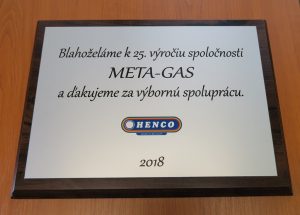 Blahoželáme k 25. výročiu spoločnosti
META-GAS
a ďakujeme za výbornú spoluprácu.
HENCO
2018